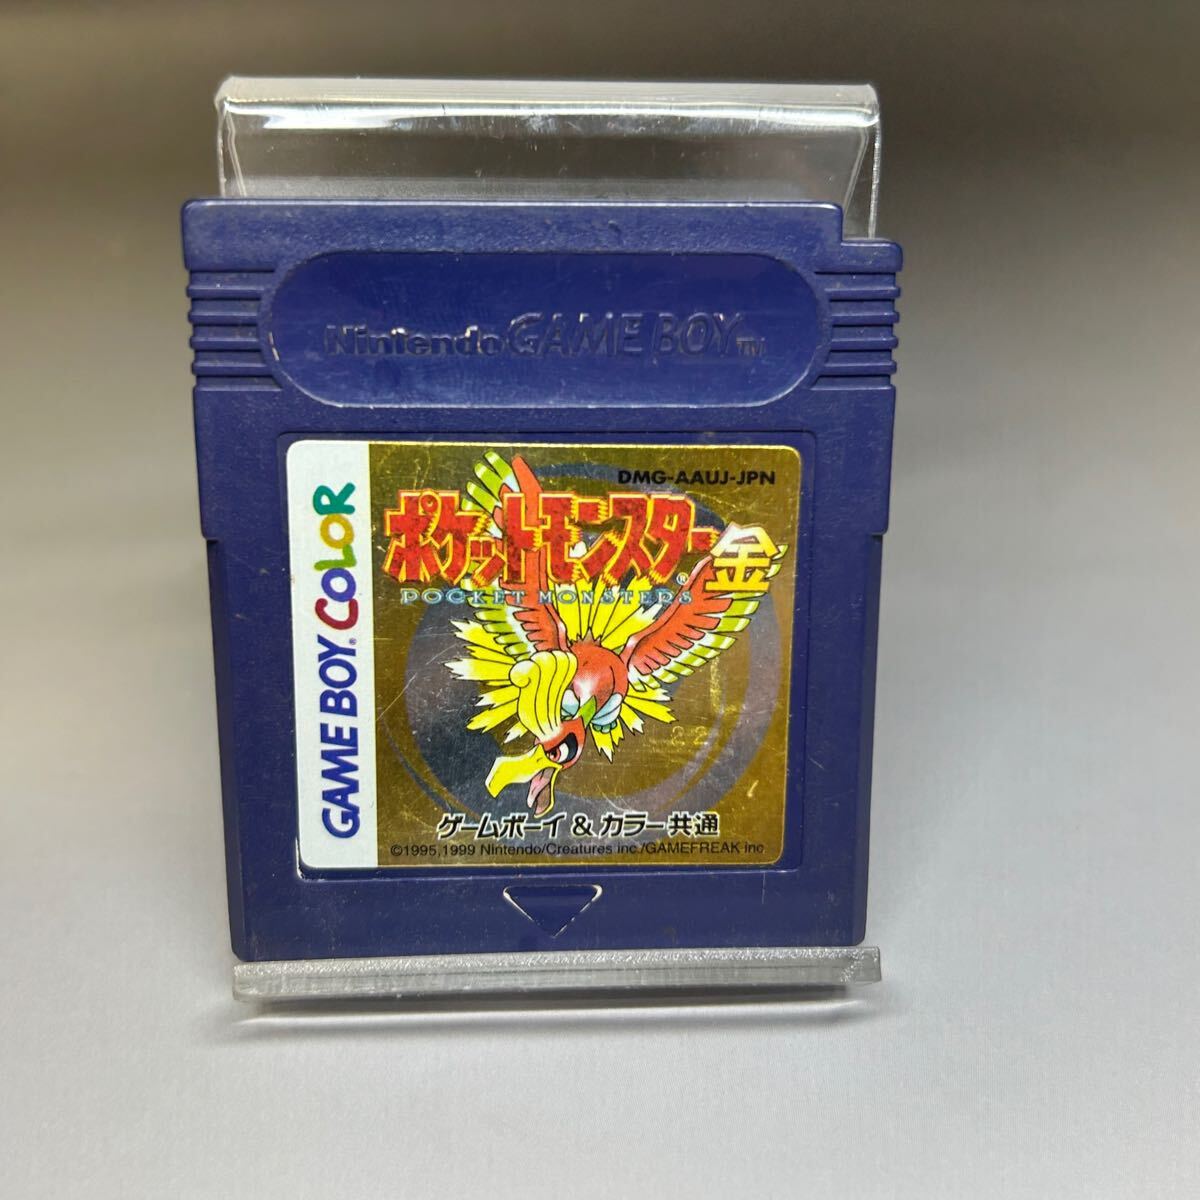 Nintendo GAME BOY TM
DMG-AAUJ-JPN
ポケットモンスター® 金
POCKET MONSTERS
GAME BOY® COLOR
22
ゲームボーイ & カラー共通
©1995,1999 Nintendo/Creatures inc./GAMEFREAK inc.